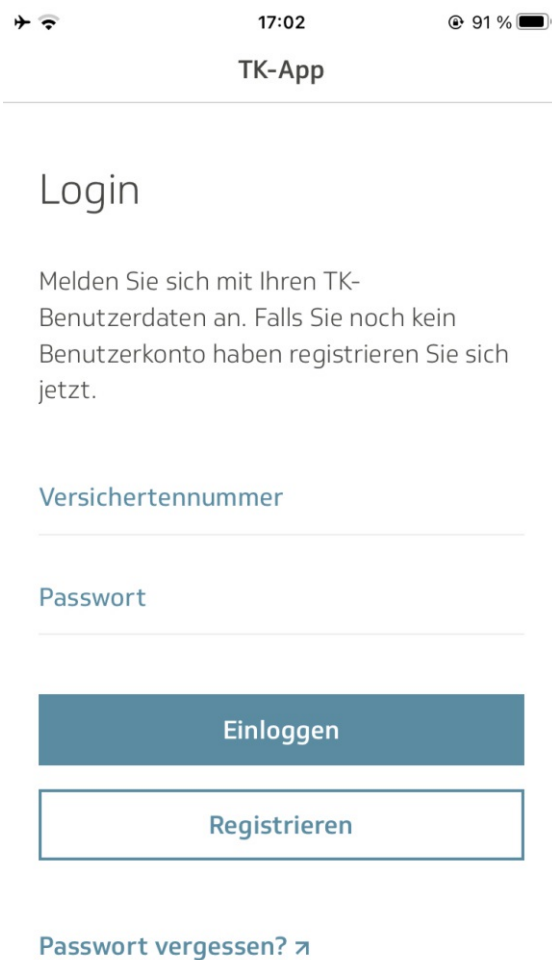 17:02
91 %
TK-App
Login
Melden Sie sich mit Ihren TK-
Benutzerdaten an. Falls Sie noch kein
Benutzerkonto haben registrieren Sie sich
jetzt.
Versichertennummer
Passwort
Einloggen
Registrieren
Passwort vergessen?